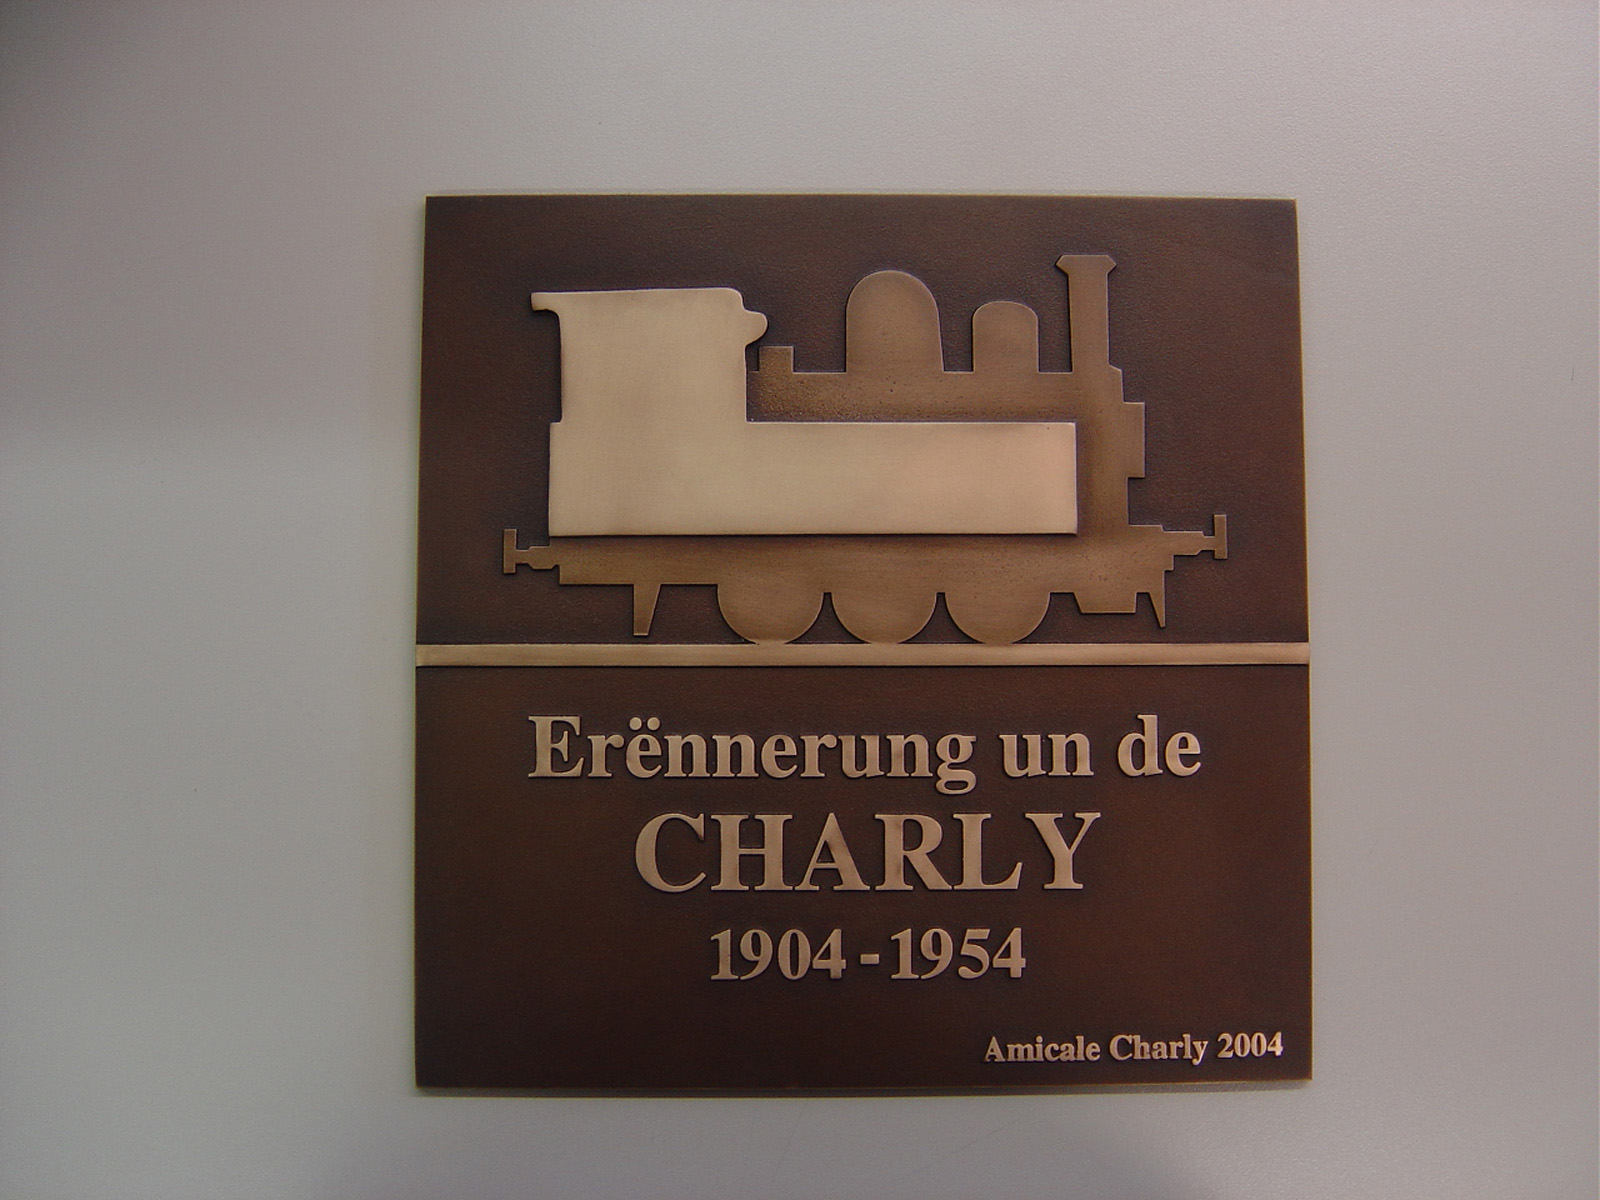 Erënnerung un de
CHARLY
1904-1954
Amicale Charly 2004